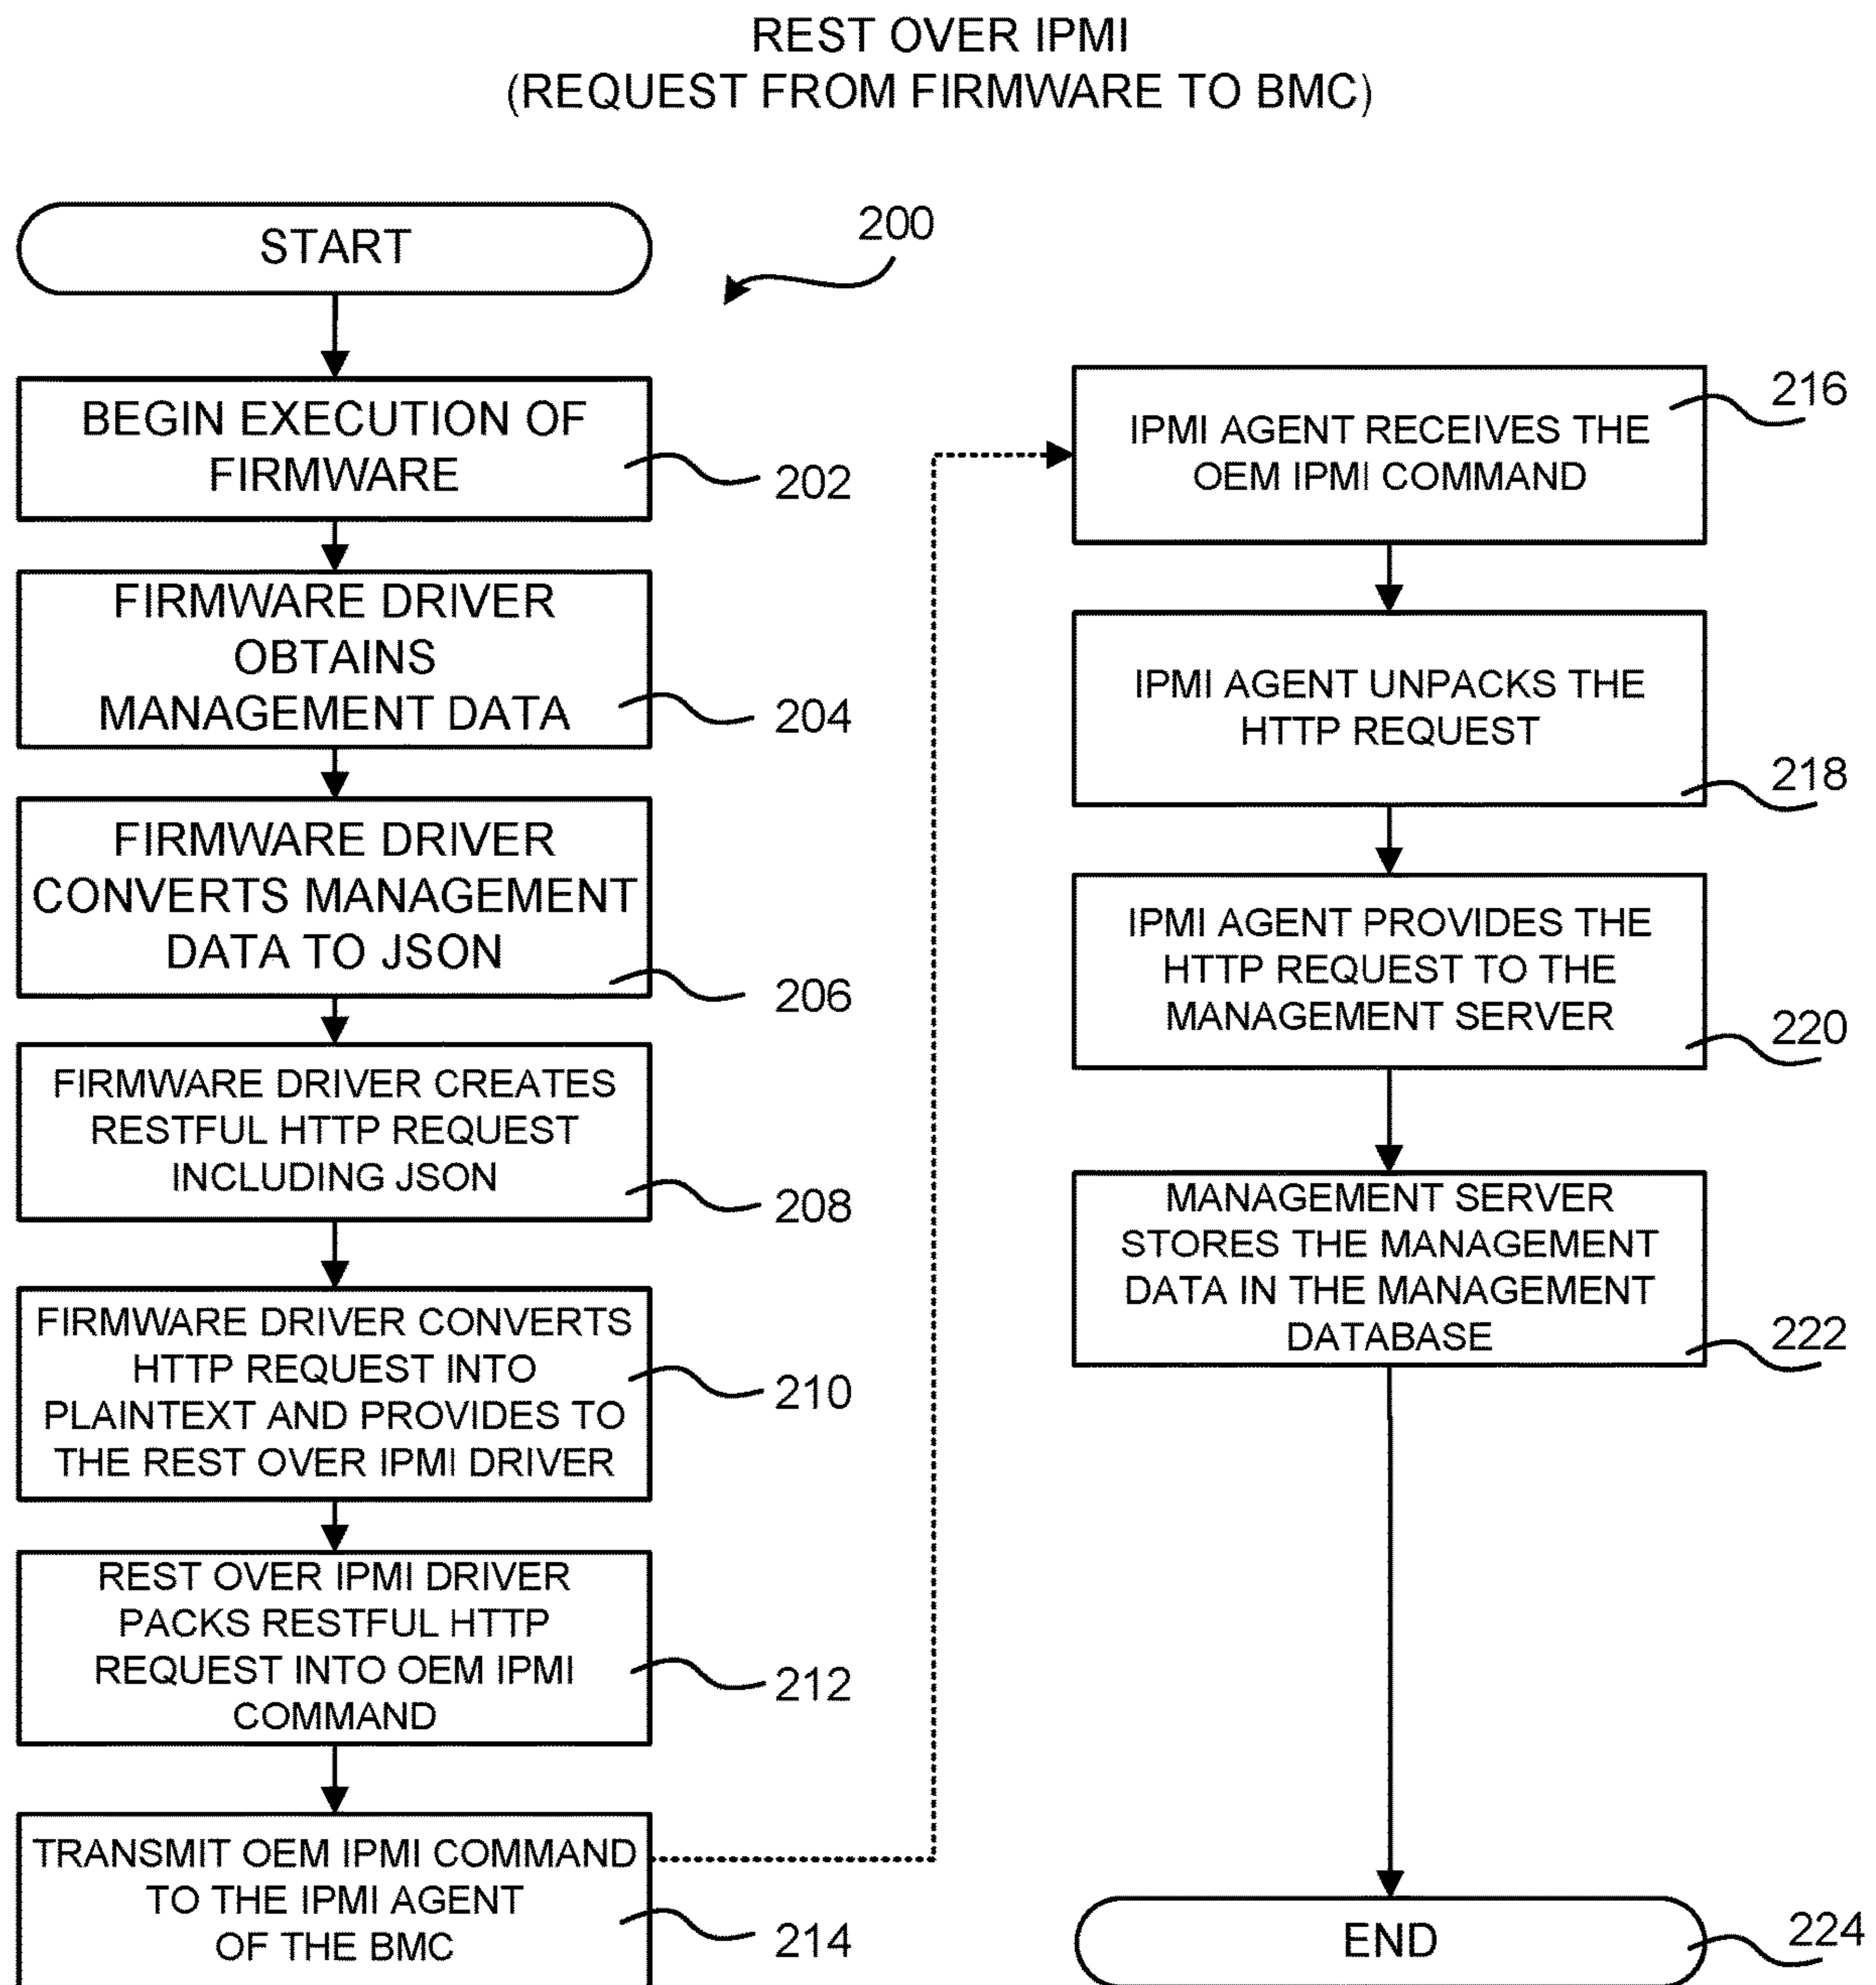 REST OVER IPMI
(REQUEST FROM FIRMWARE TO BMC)
START
200
BEGIN EXECUTION OF
FIRMWARE
202
FIRMWARE DRIVER
OBTAINS
MANAGEMENT DATA
204
FIRMWARE DRIVER
CONVERTS MANAGEMENT
DATA TO JSON
206
FIRMWARE DRIVER CREATES
RESTFUL HTTP REQUEST
INCLUDING JSON
208
FIRMWARE DRIVER CONVERTS
HTTP REQUEST INTO
PLAINTEXT AND PROVIDES TO
THE REST OVER IPMI DRIVER
210
REST OVER IPMI DRIVER
PACKS RESTFUL HTTP
REQUEST INTO OEM IPMI
COMMAND
212
TRANSMIT OEM IPMI COMMAND
TO THE IPMI AGENT
OF THE BMC
214
IPMI AGENT RECEIVES THE
OEM IPMI COMMAND
216
IPMI AGENT UNPACKS THE
HTTP REQUEST
218
IPMI AGENT PROVIDES THE
HTTP REQUEST TO THE
MANAGEMENT SERVER
220
MANAGEMENT SERVER
STORES THE MANAGEMENT
DATA IN THE MANAGEMENT
DATABASE
222
END
224